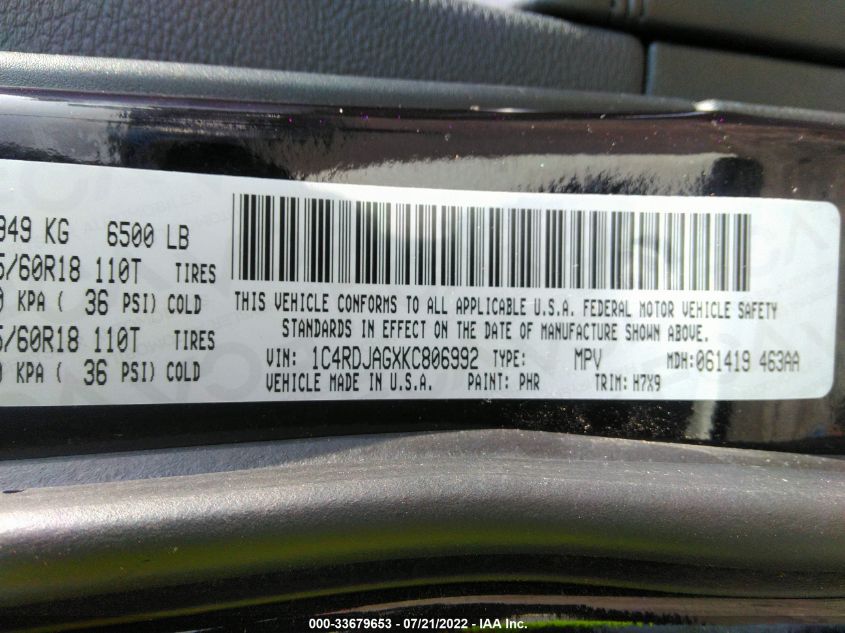 949 KG 6500 LB
5/60R18 110T TIRES
0 KPA ( 36 PSI) COLD
5/60R18 110T TIRES
0 KPA ( 36 PSI) COLD
THIS VEHICLE CONFORMS TO ALL APPLICABLE U.S.A. FEDERAL MOTOR VEHICLE SAFETY
STANDARDS IN EFFECT ON THE DATE OF MANUFACTURE SHOWN ABOVE.
VIN: 1C4RDJAGXKC806992 TYPE: MPV MDH: 061419 463AA
VEHICLE MADE IN U.S.A. PAINT: PHR TRIM: H7X9
000-33679653 - 07/21/2022 - IAA Inc.